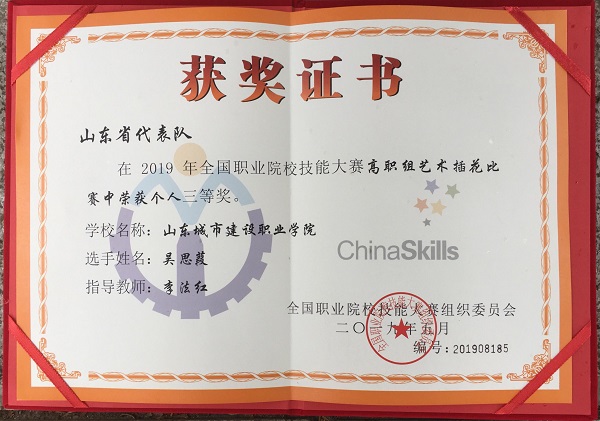 获奖证书
山东省代表队
在 2019 年全国职业院校技能大赛高职组艺术插花比
赛中荣获个人三等奖。
学校名称：山东城市建设职业学院
选手姓名：吴思葭
指导教师：李法红
ChinaSkills
全国职业院校技能大赛组织委员会
二〇一九年五月
编号：201908185